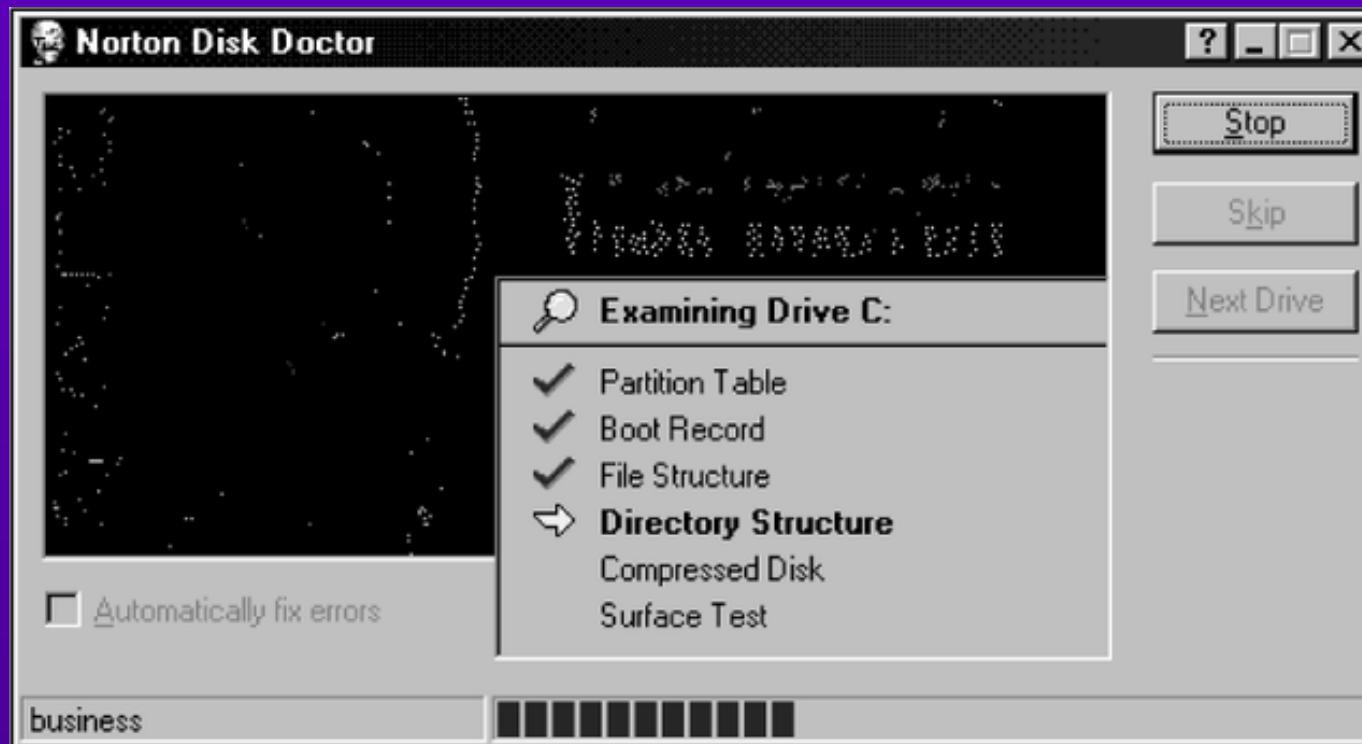 Norton Disk Doctor
Stop
Skip
Next Drive
Examining Drive C:
Partition Table
Boot Record
File Structure
Directory Structure
Compressed Disk
Surface Test
Automatically fix errors
business